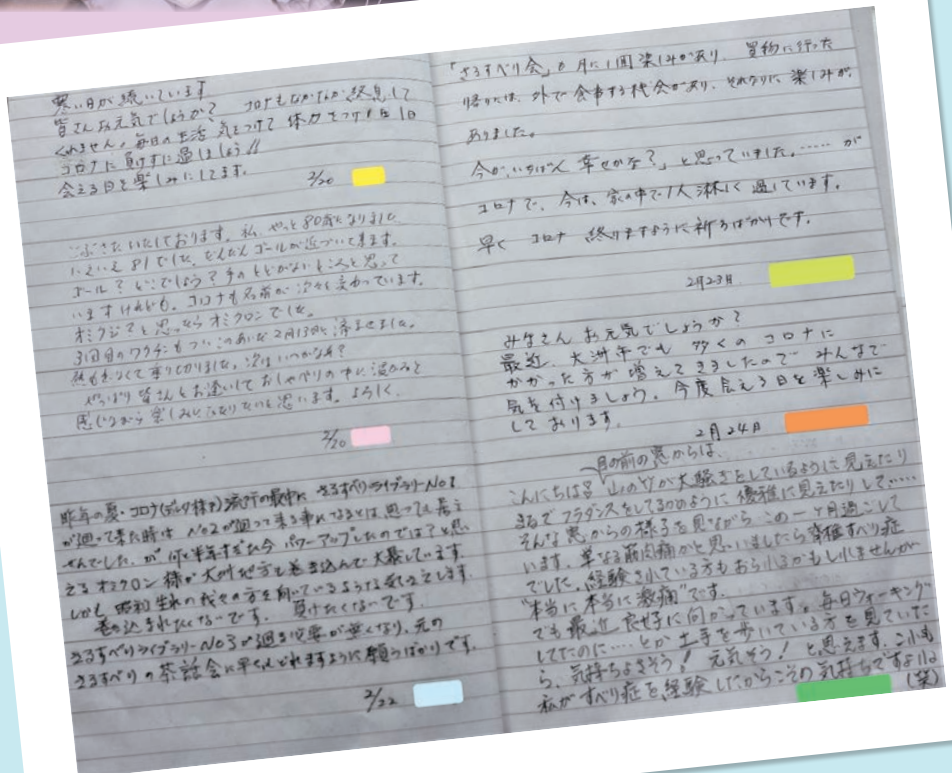 寒い日が続いています
皆さんお元気でしょうか? コロナもなかなか終息して
くれません。毎日の生活 気をつけて 体力をつけ1日1日
コロナに負けずに過しましょう!!
会える日を楽しみにしてます。
2/20
ごぶさたいたしております。私、やっと80歳になりました
いえいえ81でした。だんだんゴールが近づいて来ます。
ゴール?どこでしょう?手のとどかないところと思って
いますけれども。コロナも名前が次々と変わっています。
オミクジ?と思ったらオミクロンでした。
3回目のワクチンもついこのあいだ2月13日に済ませました。
熱もなくて乗り切りました。次はいつかなぁ?
やっぱり皆さんとお逢いしておしゃべりの中に温もりを
感じながら楽しみにしたいと思います。よろしく。
2/20
昨年の夏・コロナ(デルタ株?)流行の最中に さるすべりライブラリーNo1
が廻って来た時は No2が廻って来る事になるとは思ってもみま
せんでした。が 何と半年すぎた今 パワーアップしたのでは?と思
えるオミクロン様が大州地方を巻き込んで大暴しています。
しかも 昭和生れの我々の方を向いているような気さえします。
巻き込まれたくないです。 負けたくないです。
さるすべりライブラリーNo3が廻る必要が無くなり、元の
さるすべりの茶話会に早くもどれますように願うばかりです。
2/22
「さるすべり会」が月に1回楽しみがあり、買物に行った
帰りには、外で食事する機会があり、それなりに楽しみが、
ありました。
今が、いちばん幸せかな?」と思っていました。…… が
コロナで、今は、家の中で1人淋しく過しています。
早く コロナ 終りますように祈るばかりです。
2月23日
みなさん お元気でしょうか?
最近、大洲市でも 多くのコロナに
かかった方が増えてきましたので みんなで
気を付けましょう。今度会える日を楽しみに
しております。
2月24日
目の前の窓からは、
こんにちは 山の竹が大騒ぎをしているように見えたり
まるでフラダンスをしてるかのように優雅に見えたりして……
そんな窓からの様子を見ながら この一ヶ月過ごして
います。単なる筋肉痛かと思いましたら脊椎すべり症
でした。経験されている方もおられるかもしれませんが
"本当に本当に激痛"です。
でも最近 良好に向かっています。毎日ウォーキング
してたのに……とか 土手を歩いている方を見ていた
ら、気持ちよさそう! 元気そう! と思えます。これも
私がすべり症を経験したからこその気持ちですよね
(笑)